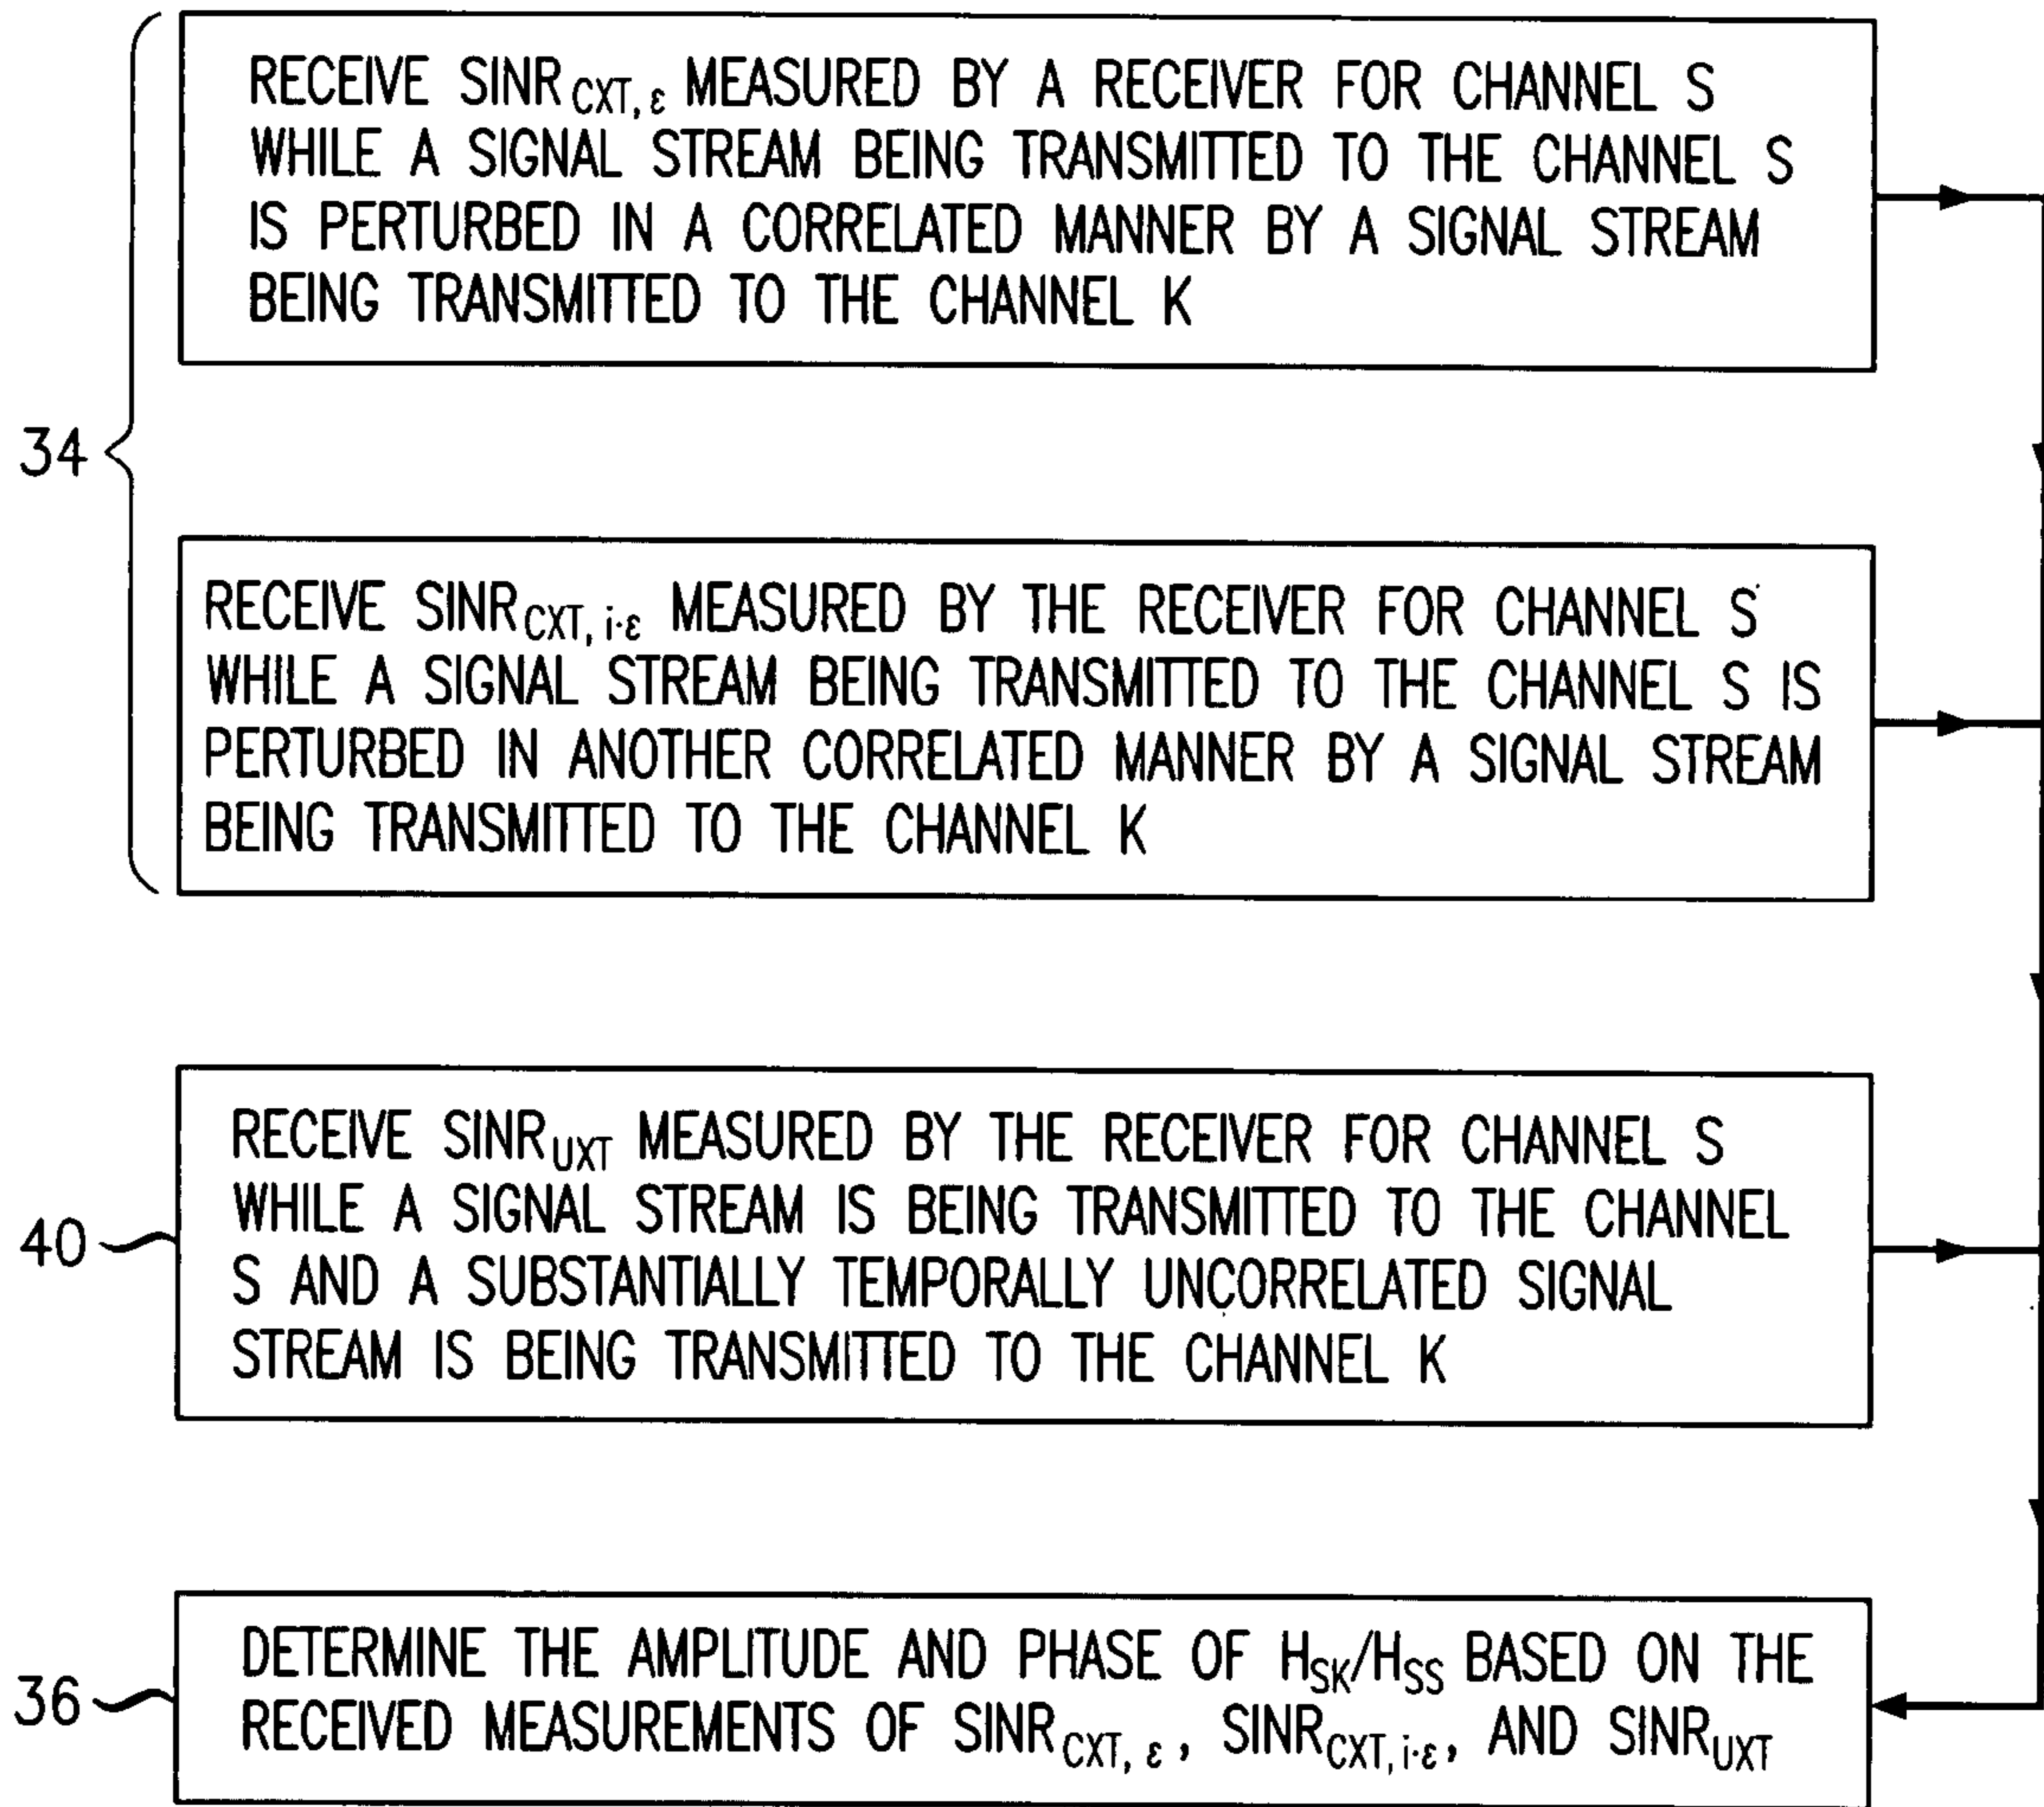 RECEIVE SINR CXT, ε MEASURED BY A RECEIVER FOR CHANNEL S
WHILE A SIGNAL STREAM BEING TRANSMITTED TO THE CHANNEL S
IS PERTURBED IN A CORRELATED MANNER BY A SIGNAL STREAM
BEING TRANSMITTED TO THE CHANNEL K
34
RECEIVE SINR CXT, i·ε MEASURED BY THE RECEIVER FOR CHANNEL S
WHILE A SIGNAL STREAM BEING TRANSMITTED TO THE CHANNEL S IS
PERTURBED IN ANOTHER CORRELATED MANNER BY A SIGNAL STREAM
BEING TRANSMITTED TO THE CHANNEL K
RECEIVE SINR UXT MEASURED BY THE RECEIVER FOR CHANNEL S
WHILE A SIGNAL STREAM IS BEING TRANSMITTED TO THE CHANNEL
40
S AND A SUBSTANTIALLY TEMPORALLY UNCORRELATED SIGNAL
STREAM IS BEING TRANSMITTED TO THE CHANNEL K
DETERMINE THE AMPLITUDE AND PHASE OF HSK/HSS BASED ON THE
36
RECEIVED MEASUREMENTS OF SINR CXT, ε, SINR CXT, i·ε, AND SINR UXT